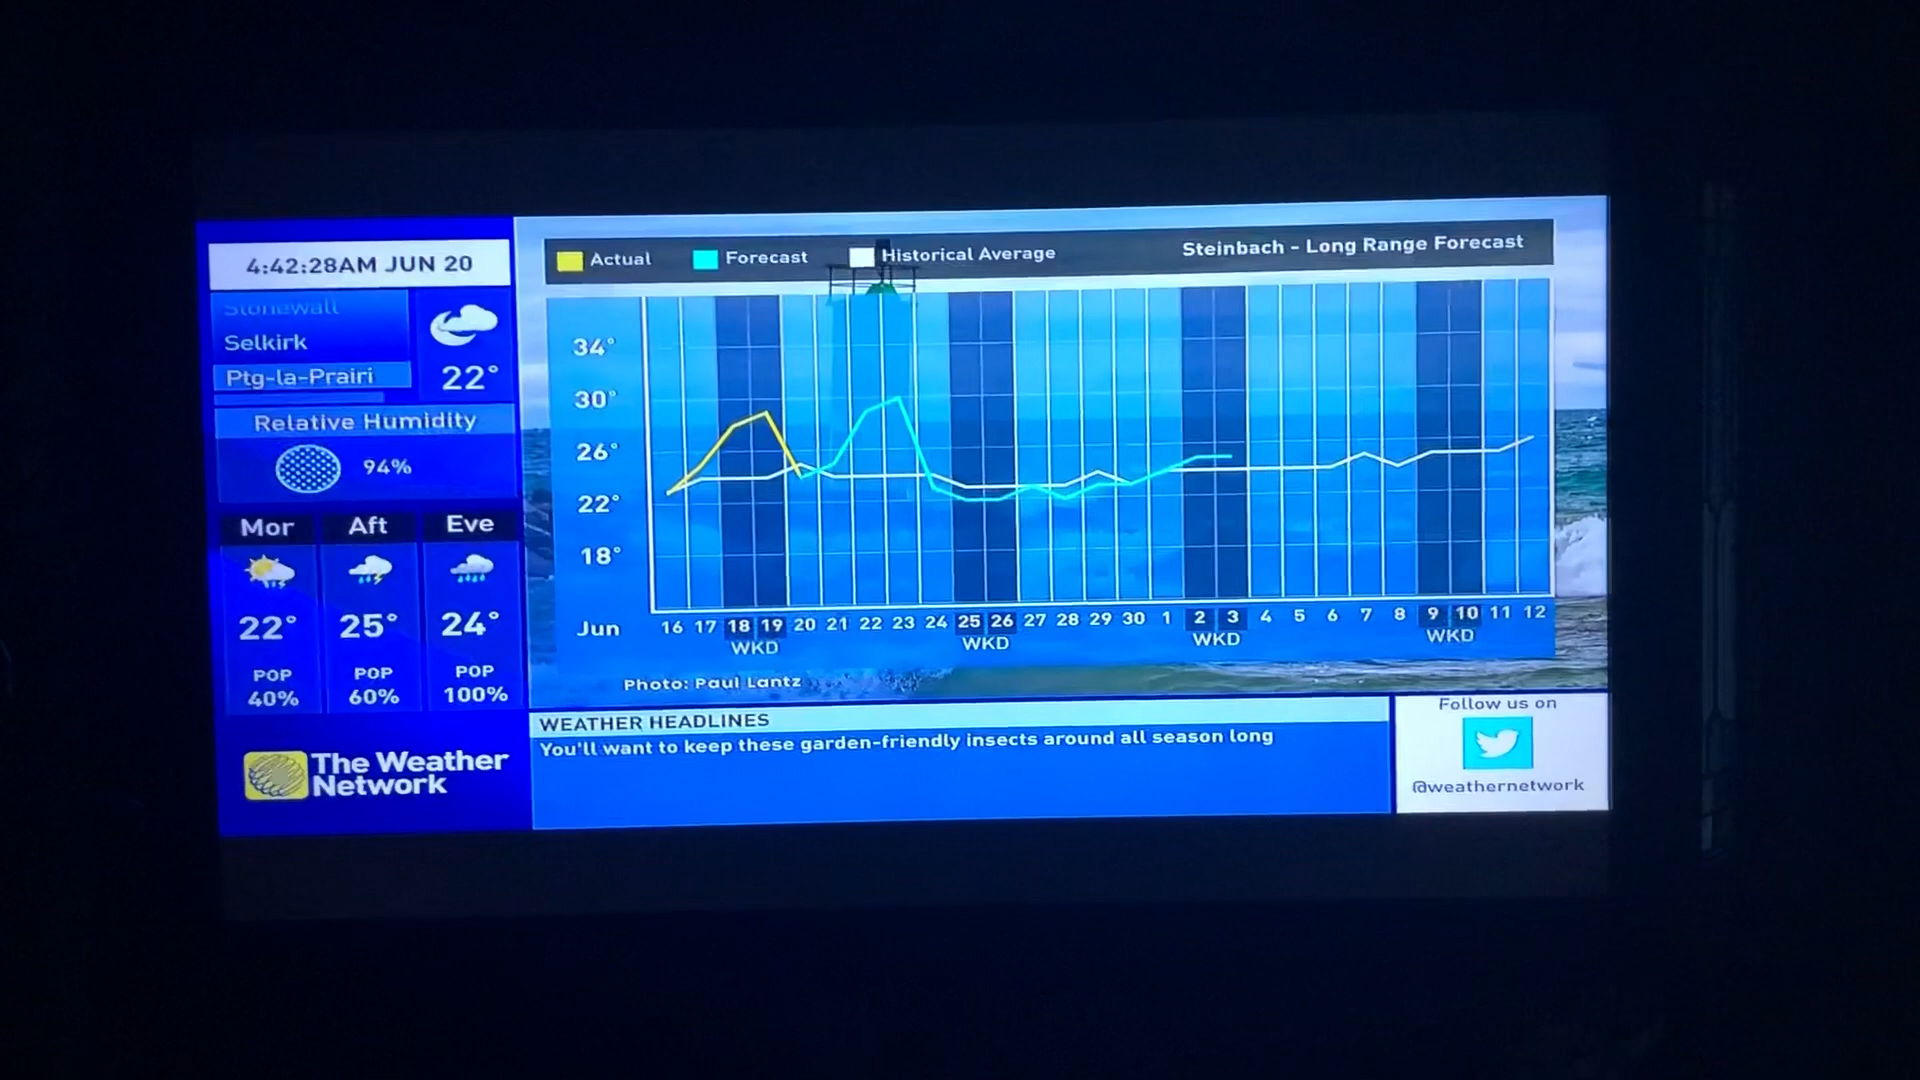 4:42:28AM JUN 20
Stonewall
Selkirk
Ptg-la-Prairi
22°
Relative Humidity
94%
Mor Aft Eve
22° 25° 24°
POP POP POP
40% 60% 100%
The Weather
Network
Actual Forecast Historical Average Steinbach - Long Range Forecast
34°
30°
26°
22°
18°
Jun 16 17 18 19 20 21 22 23 24 25 26 27 28 29 30 1 2 3 4 5 6 7 8 9 10 11 12
WKD WKD WKD WKD
Photo: Paul Lantz
WEATHER HEADLINES
You'll want to keep these garden-friendly insects around all season long
Follow us on
@weathernetwork